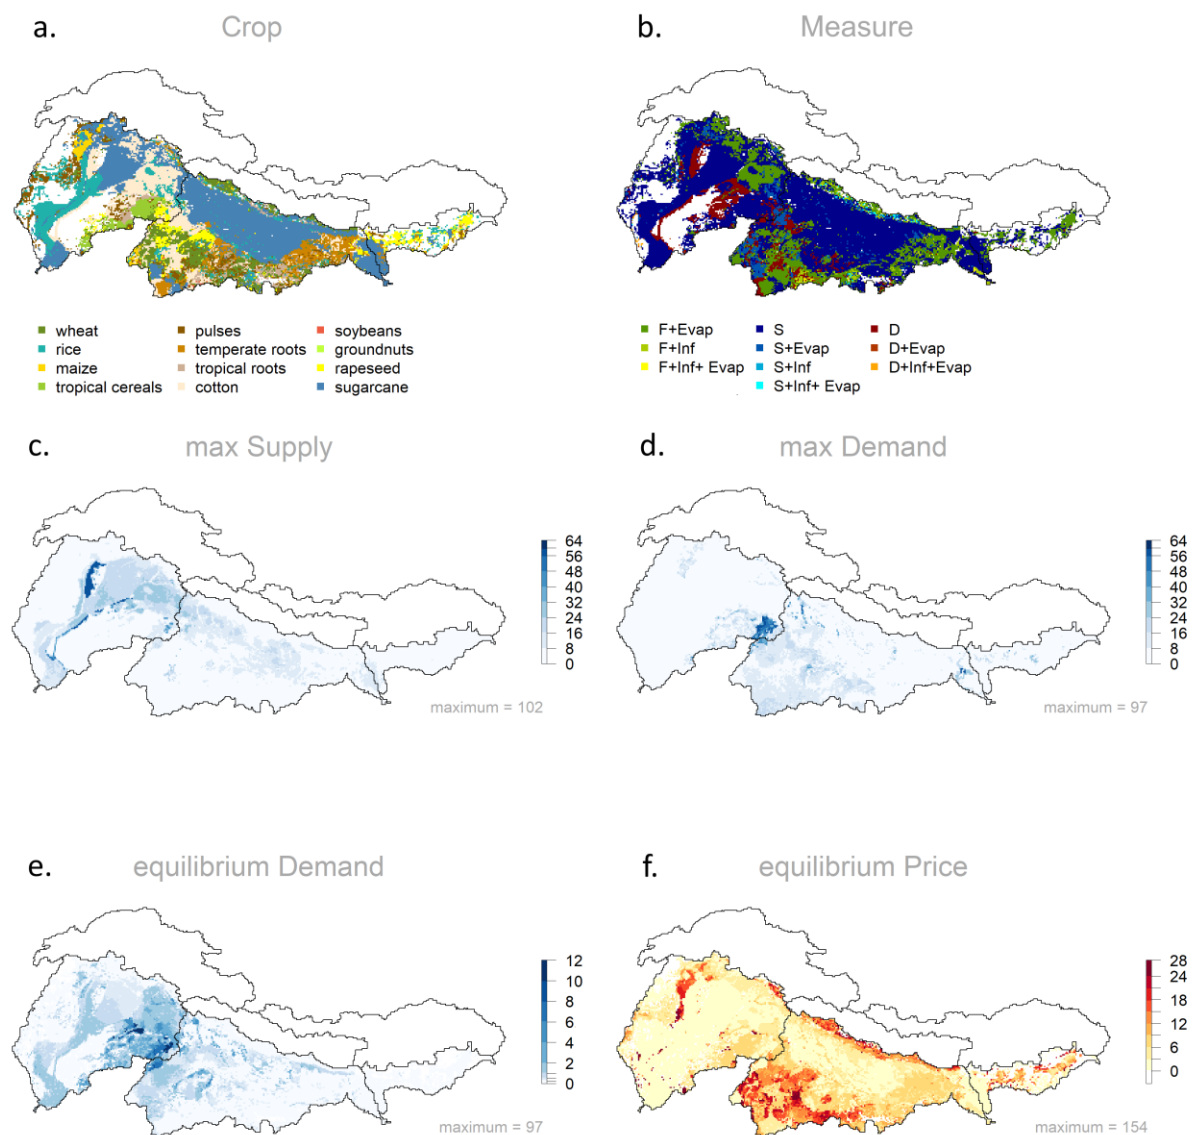 a. Crop
b. Measure
wheat pulses soybeans
rice temperate roots groundnuts
maize tropical roots rapeseed
tropical cereals cotton sugarcane
F+Evap S D
F+Inf S+Evap D+Evap
F+Inf+ Evap S+Inf D+Inf+Evap
S+Inf+ Evap
c. max Supply
64
56
48
40
32
24
16
8
0
maximum = 102
d. max Demand
64
56
48
40
32
24
16
8
0
maximum = 97
e. equilibrium Demand
12
10
8
6
4
2
0
maximum = 97
f. equilibrium Price
28
24
18
12
6
0
maximum = 154